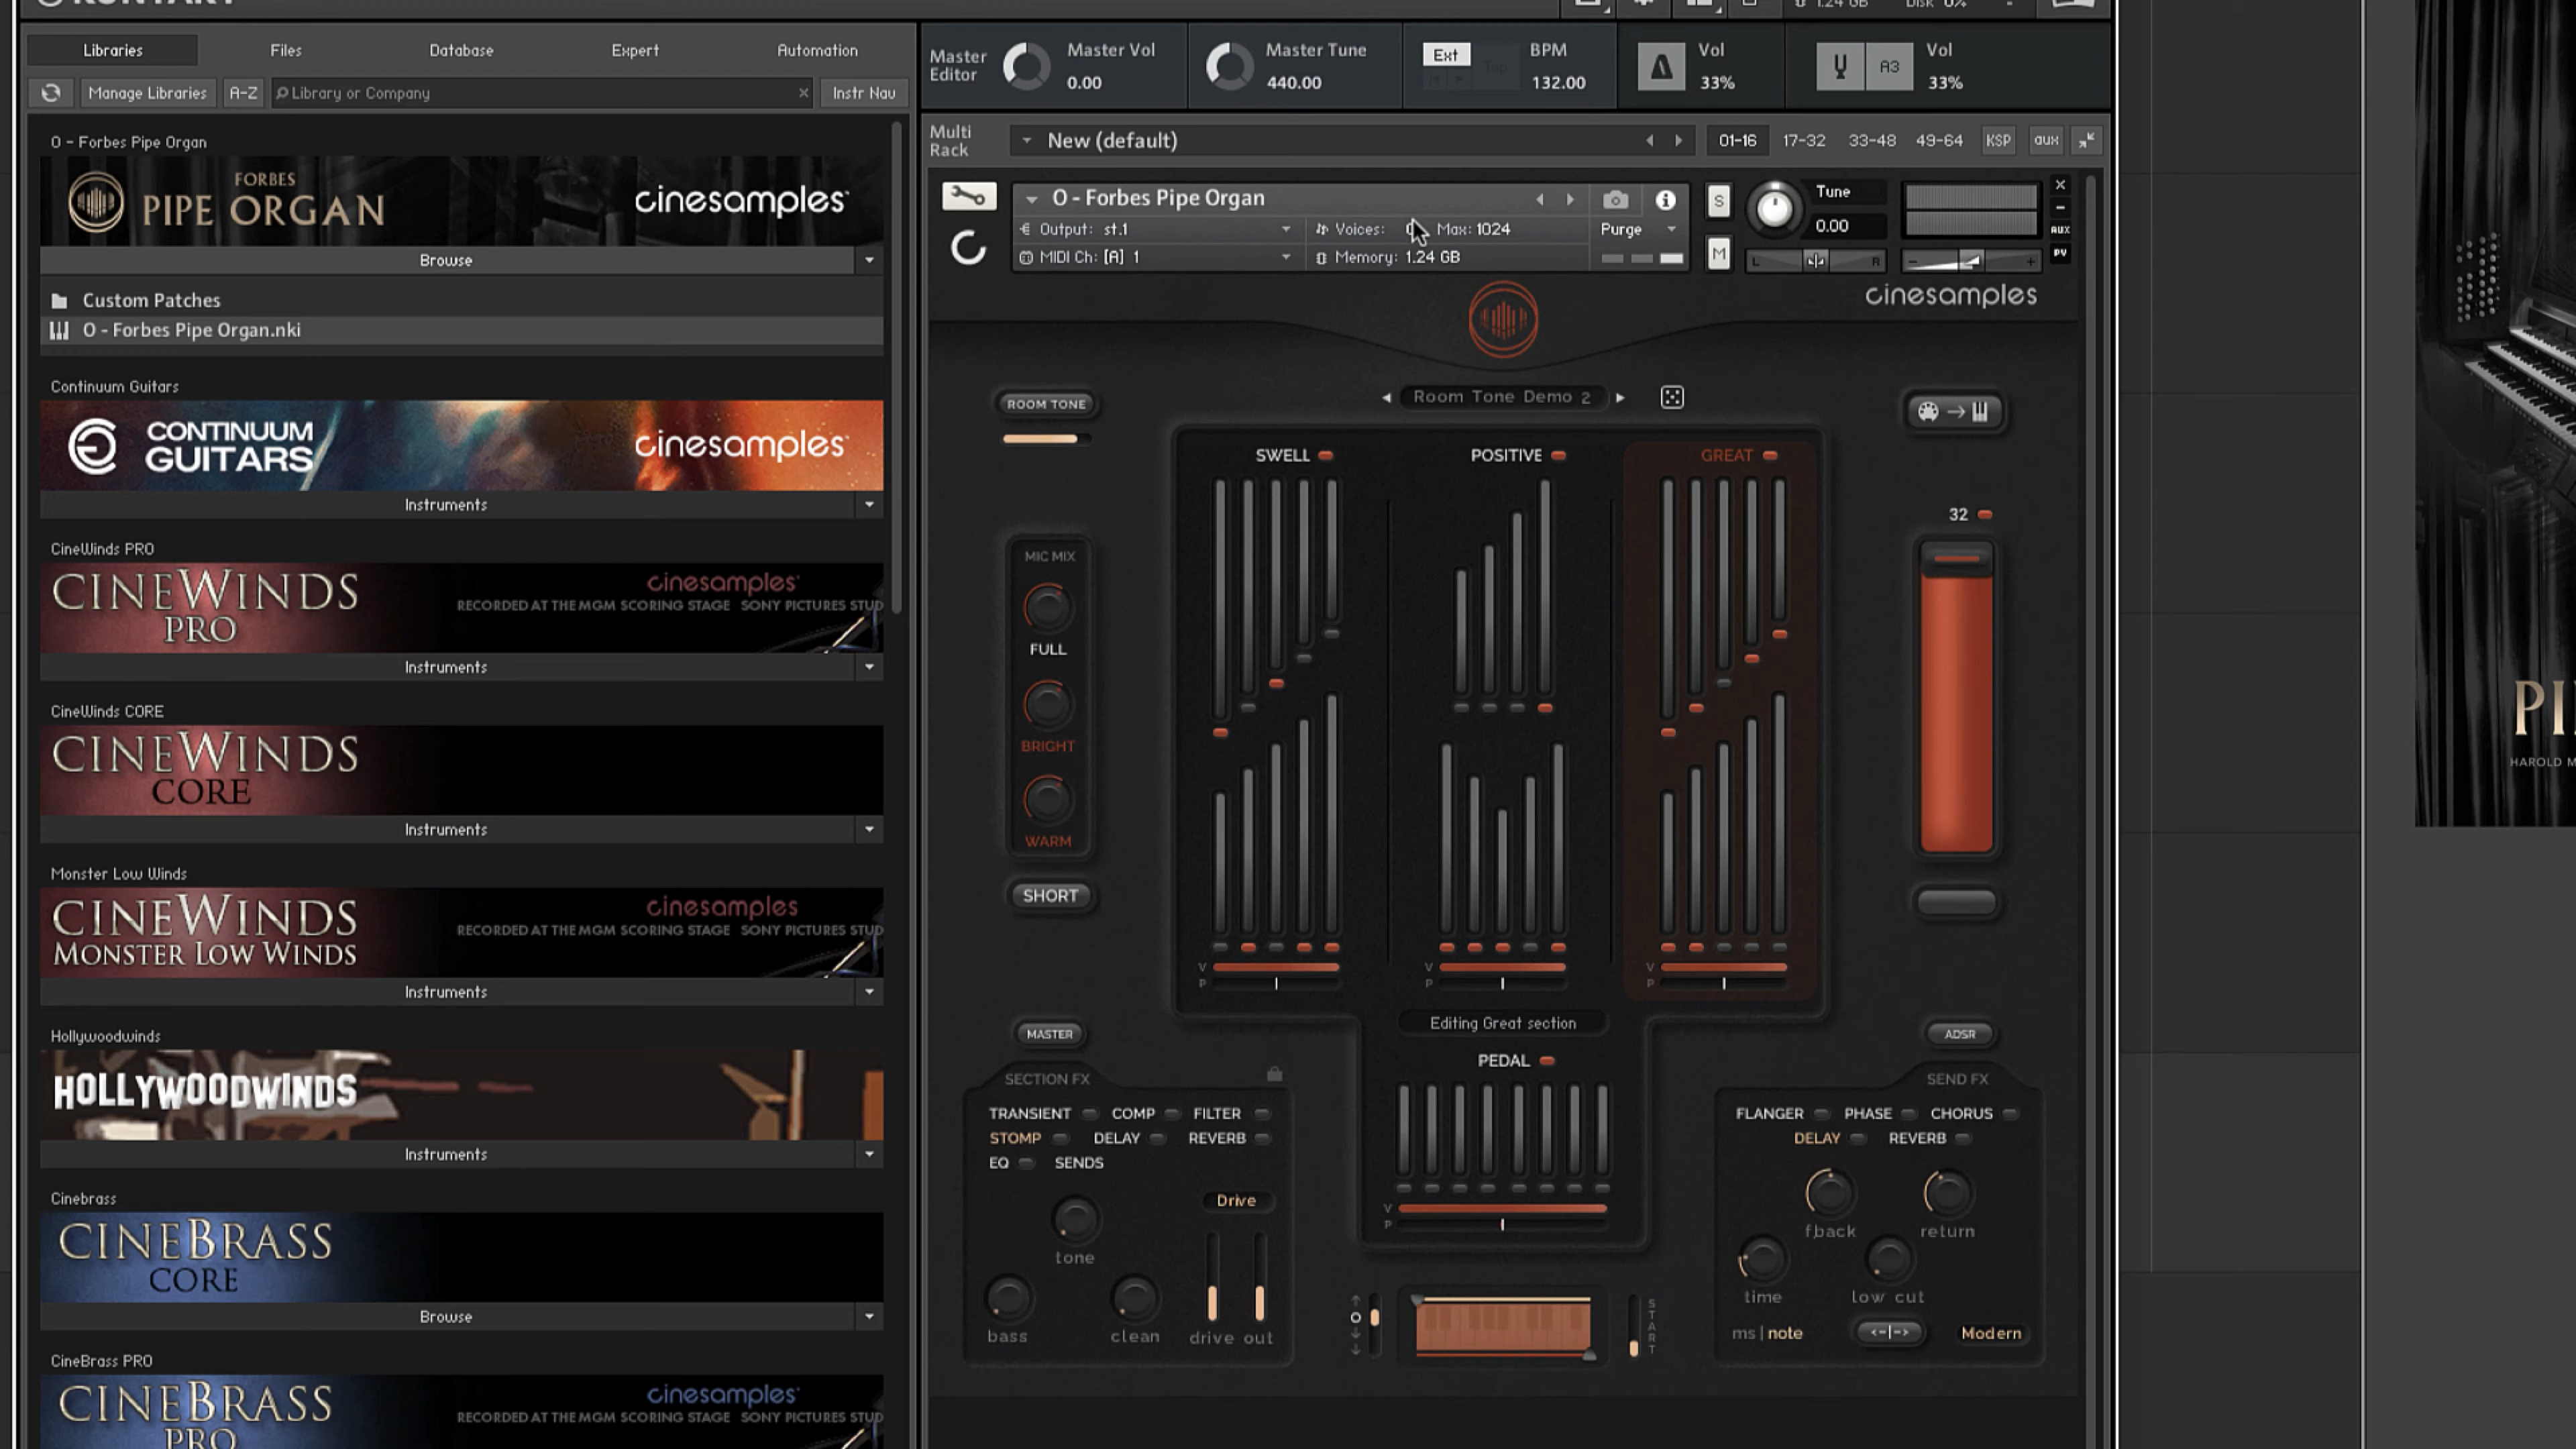 1.24 GB
Disk 0%
Libraries
Files
Database
Expert
Automation
Manage Libraries
A-Z
Library or Company
Instr Nav
O - Forbes Pipe Organ
FORBES
PIPE ORGAN
cinesamples
Browse
Custom Patches
O - Forbes Pipe Organ.nki
Continuum Guitars
CONTINUUM
GUITARS
cinesamples
Instruments
CineWinds PRO
CINEWINDS
PRO
cinesamples
RECORDED AT THE MGM SCORING STAGE SONY PICTURES STUD
Instruments
CineWinds CORE
CINEWINDS
CORE
Instruments
Monster Low Winds
CINEWINDS
MONSTER LOW WINDS
cinesamples
RECORDED AT THE MGM SCORING STAGE SONY PICTURES STUD
Instruments
Hollywoodwinds
HOLLYWOODWINDS
Instruments
Cinebrass
CINEBRASS
CORE
Browse
CineBrass PRO
CINEBRASS
PRO
cinesamples
RECORDED AT THE MGM SCORING STAGE SONY PICTURES STUD
Master
Editor
Master Vol
0.00
Master Tune
440.00
Ext
Tap
BPM
132.00
Vol
33%
A3
Vol
33%
Multi
Rack
New (default)
01-16
17-32
33-48
49-64
KSP
aux
O - Forbes Pipe Organ
Output: st.1
Voices:
Max: 1024
Purge
MIDI Ch: [A] 1
Memory: 1.24 GB
S
M
Tune
0.00
L
R
AUX
PV
cinesamples
ROOM TONE
Room Tone Demo 2
SWELL
POSITIVE
GREAT
32
MIC MIX
FULL
BRIGHT
WARM
SHORT
V
P
V
P
V
P
Editing Great section
MASTER
ADSR
PEDAL
V
P
SECTION FX
TRANSIENT
COMP
FILTER
STOMP
DELAY
REVERB
EQ
SENDS
Drive
tone
bass
clean
drive out
START
SEND FX
FLANGER
PHASE
CHORUS
DELAY
REVERB
fback
return
time
low cut
ms | note
<-|->
Modern
HAROLD M